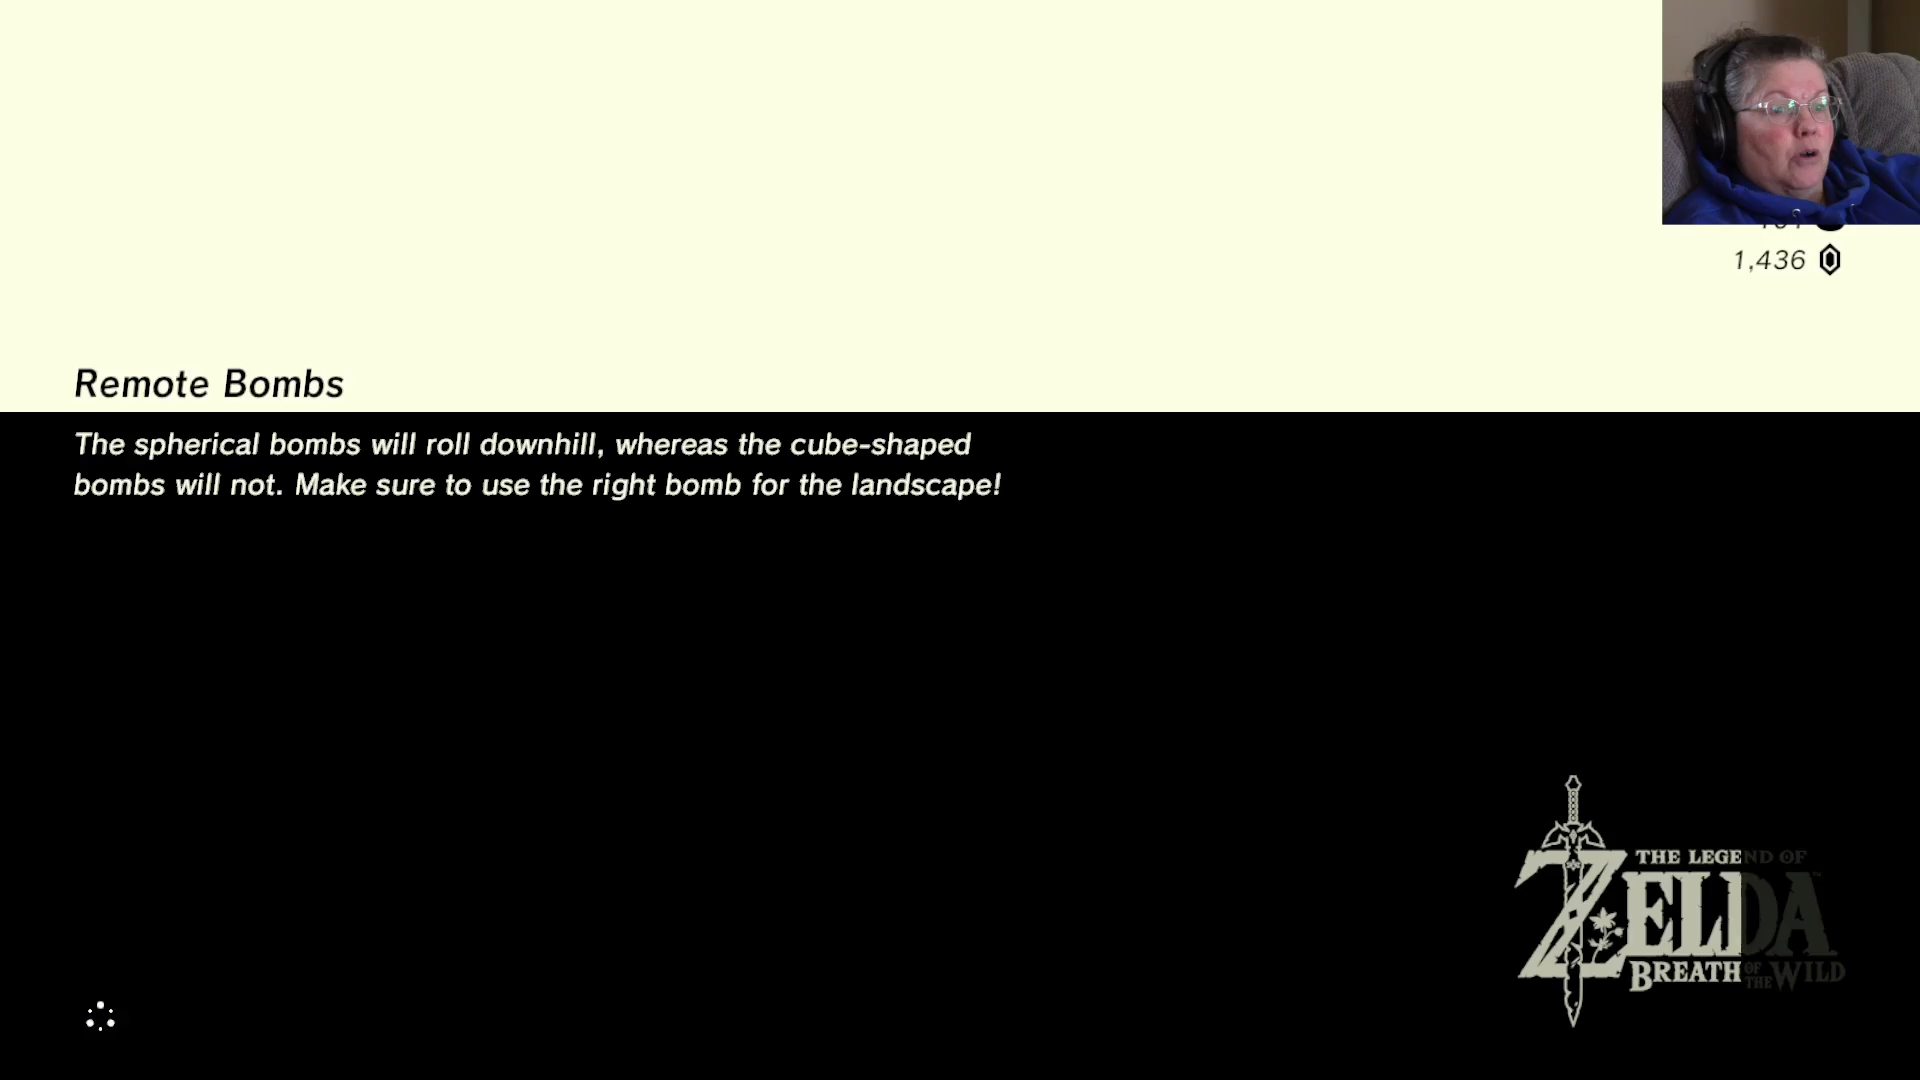 1,436
Remote Bombs
The spherical bombs will roll downhill, whereas the cube-shaped
bombs will not. Make sure to use the right bomb for the landscape!
THE LEGEND OF
ZELDA
BREATH OF THE WILD